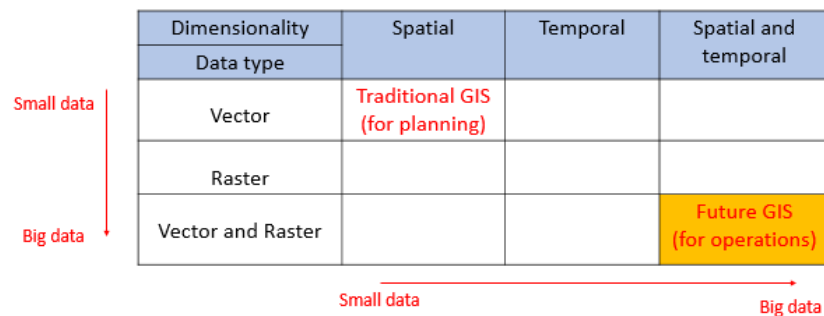 Dimensionality
Spatial
Temporal
Spatial and
temporal
Data type
Small data
Vector
Traditional GIS
(for planning)
Raster
Big data
Vector and Raster
Future GIS
(for operations)
Small data
Big data